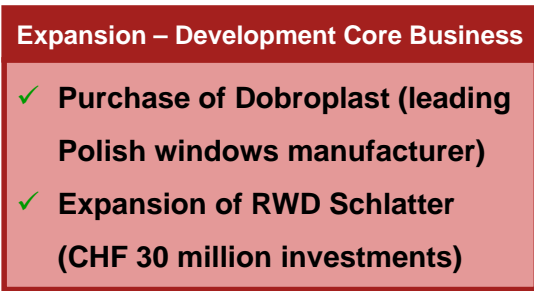 Expansion – Development Core Business
✓ Purchase of Dobroplast (leading
Polish windows manufacturer)
✓ Expansion of RWD Schlatter
(CHF 30 million investments)